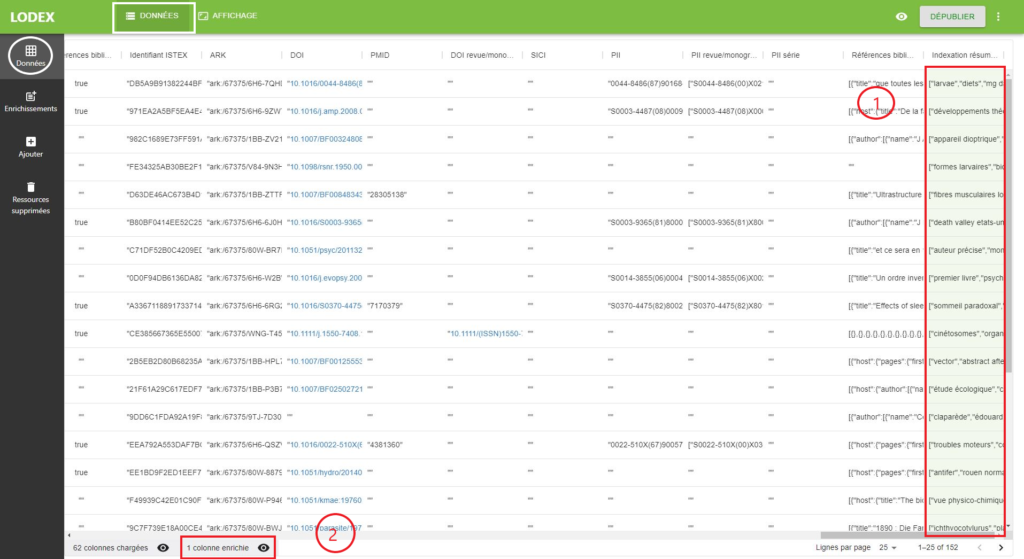 LODEX DONNÉES AFFICHAGE DÉPUBLIER
Données
Enrichissements
Ajouter
Ressources
supprimées
rences bibli... Identifiant ISTEX ARK DOI PMID DOI revue/mono... SICI PII PII revue/monogr... PII série Références bibli... Indexation résum...
true "DB5A9B91382244BF "ark:/67375/6H6-7QH "10.1016/0044-8486(8 "" "" "" "0044-8486(87)90168 ["S0044-8486(00)X02 "" [{"title":"que toutes les ["larvae","diets","mg d
true "971EA2A5BF5EA4E4 "ark:/67375/6H6-9ZW "10.1016/j.amp.2008.0 "" "" "" "S0003-4487(08)0009 ["S0003-4487(08)X00 "" [{"host":{"title":"De la fa ["développements thé
"" "982C1689E73FF591 "ark:/67375/1BB-ZV21 "10.1007/BF00324808 "" "" "" "" "" "" [{"author":[{"name":"J ["appareil dioptrique",
"" "FE34325AB30BE2F1 "ark:/67375/V84-9N3H "10.1098/rsnr.1950.00 "" "" "" "" "" "" "" ["formes larvaires","bio
"" "D63DE46AC673B4D "ark:/67375/1BB-ZTTF "10.1007/BF00848343 "28305138" "" "" "" "" "" [{"title":"Ultrastructure ["fibres musculaires lo
true "B80BF0414EE52C25 "ark:/67375/6H6-6J0H "10.1016/S0003-9365 "" "" "" "S0003-9365(81)8000 ["S0003-9365(81)X80 "" [{"author":[{"name":"J ["death valley etats-un
"" "C71DF52B0C4209E "ark:/67375/80W-BR7 "10.1051/psyc/201132 "" "" "" "" "" "" [{"title":"et ce sera en ["auteur précise","mon
"" "0D0F94DB6136DA82 "ark:/67375/6H6-W2B "10.1016/j.evopsy.200 "" "" "" "S0014-3855(06)0004 ["S0014-3855(06)X00 "" [{"title":"Un ordre inver ["premier livre","psych
true "A3367118891733714 "ark:/67375/6H6-6RG "10.1016/S0370-4475 "7170379" "" "" "S0370-4475(82)8002 ["S0370-4475(82)X80 "" [{"title":"Effects of slee ["sommeil paradoxal",
true "CE385667365E5500 "ark:/67375/WNG-T45 "10.1111/j.1550-7408. "" "10.1111/(ISSN)1550- "" "" "" "" [{},{},{},{},{},{},{},{},{}, ["cinétosomes","organ
"" "2B5EB2D80B68235A "ark:/67375/1BB-HPL "10.1007/BF00125553 "" "" "" "" "" "" [{"host":{"pages":{"first ["vector","abstract afte
"" "21F61A29C617EDF7 "ark:/67375/1BB-P3B "10.1007/BF02502721 "" "" "" "" "" "" [{"host":{"author":[{"na ["étude écologique","c
"" "9DD6C1FDA92A19F "ark:/67375/9TJ-7D30 "" "" "" "" "" "" "" [{"author":[{"name":"C ["claparède","édouard
true "EEA792A553DAF7B "ark:/67375/6H6-QSZ "10.1016/0022-510X(6 "4381360" "" "" "0022-510X(67)90057 ["S0022-510X(00)X03 "" [{"host":{"pages":{"first ["troubles moteurs","c
"" "EE1BD9F2ED1EEF7 "ark:/67375/80W-8879 "10.1051/hydro/20140 "" "" "" "" "" "" [{"host":{"pages":{"first ["antifer","rouen norma
"" "F49939C42E01C90F "ark:/67375/80W-P94 "10.1051/kmae:19760 "" "" "" "" "" "" [{"host":{"title":"The bi ["vue physico-chimiqu
"" "9C7F739E18A00CE4 "ark:/67375/80W-BWJ "10.1051/parasite/197 "" "" "" "" "" "" [{"title":"1890 : Die Fa ["ichthyocotylurus","pla
1
2
62 colonnes chargées 1 colonne enrichie Lignes par page 25 1–25 of 152